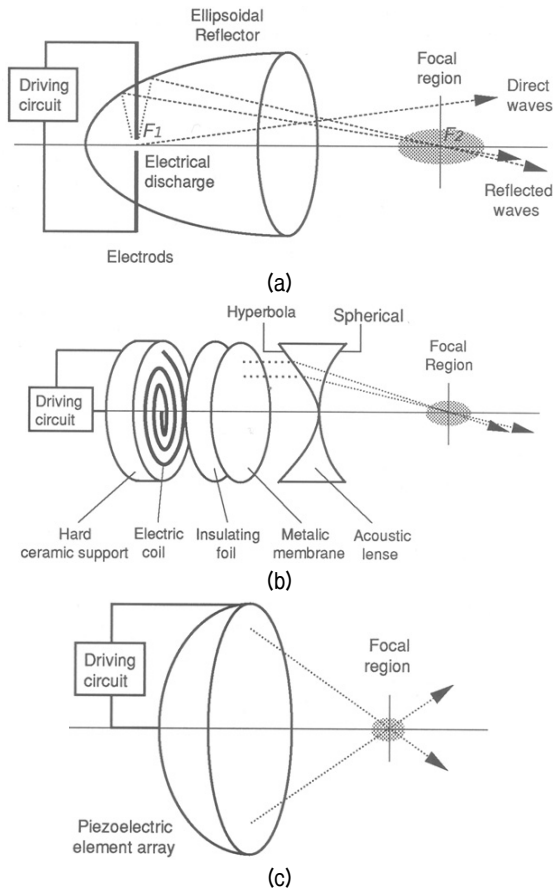 Ellipsoidal
Reflector
Driving
circuit
Focal
region
Direct
waves
F1
F2
Electrical
discharge
Reflected
waves
Electrods
(a)
Hyperbola
Spherical
Focal
Region
Driving
circuit
Hard
ceramic support
Electric
coil
Insulating
foil
Metalic
membrane
Acoustic
lense
(b)
Driving
circuit
Focal
region
Piezoelectric
element array
(c)